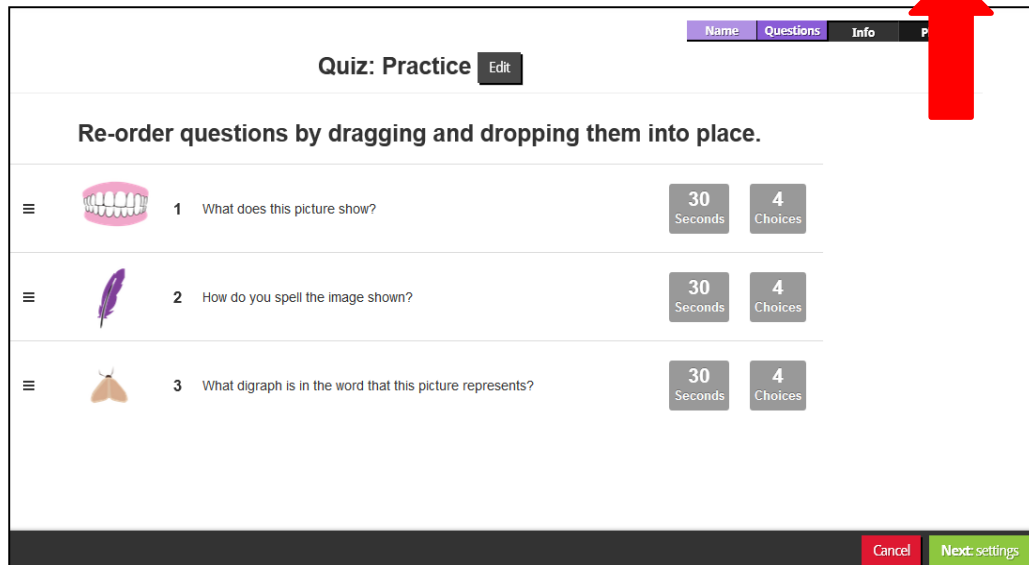 Name Questions Info P
Quiz: Practice Edit
Re-order questions by dragging and dropping them into place.
1 What does this picture show? 30 Seconds 4 Choices
2 How do you spell the image shown? 30 Seconds 4 Choices
3 What digraph is in the word that this picture represents? 30 Seconds 4 Choices
Cancel Next: settings